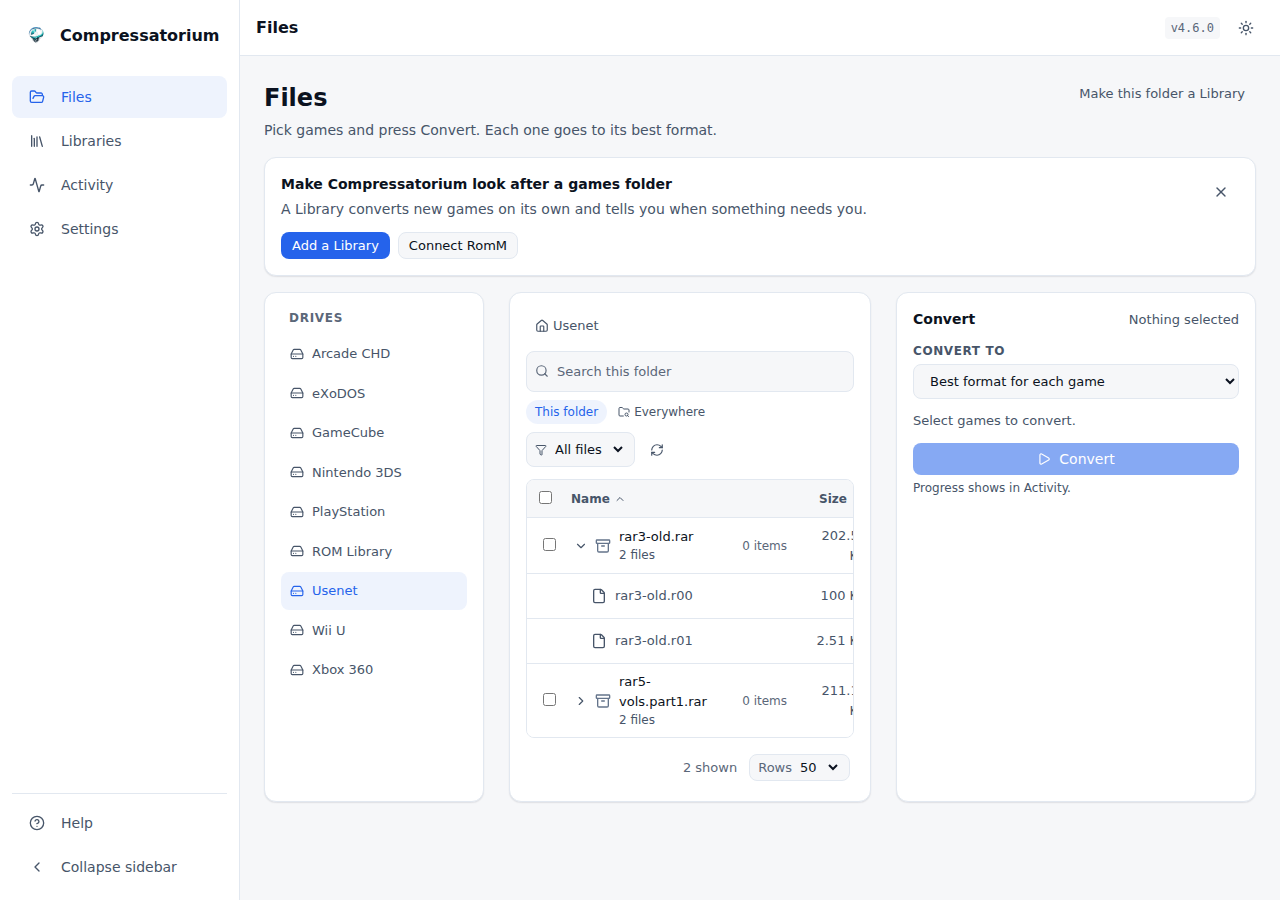 Compressatorium
Files
v4.6.0
Files
Libraries
Activity
Settings
Help
Collapse sidebar
Files
Make this folder a Library
Pick games and press Convert. Each one goes to its best format.
Make Compressatorium look after a games folder
A Library converts new games on its own and tells you when something needs you.
Add a Library
Connect RomM
DRIVES
Arcade CHD
eXoDOS
GameCube
Nintendo 3DS
PlayStation
ROM Library
Usenet
Wii U
Xbox 360
Usenet
Search this folder
This folder
Everywhere
All files
Name
Size
rar3-old.rar
2 files
0 items
202.5
rar3-old.r00
100
rar3-old.r01
2.51
rar5-
vols.part1.rar
2 files
0 items
2 shown
Rows 50
Convert
Nothing selected
CONVERT TO
Best format for each game
Select games to convert.
Convert
Progress shows in Activity.